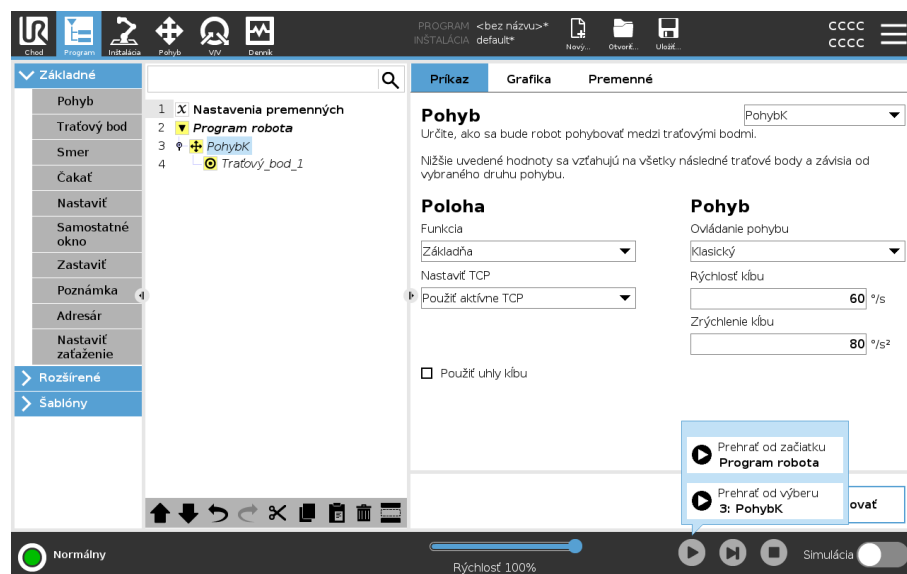 PROGRAM <bez názvu>*
INŠTALÁCIA default*
CCCC
CCCC
Chod
Program
Inštalácia
Pohyb
V/V
Denník
Nový...
Otvoriť...
Uložiť...
Základné
Pohyb
Traťový bod
Smer
Čakať
Nastaviť
Samostatné
okno
Zastaviť
Poznámka
Adresár
Nastaviť
zaťaženie
Rozšírené
Šablóny
1 X Nastavenia premenných
2 Program robota
3 PohybK
4 Traťový_bod_1
Príkaz
Grafika
Premenné
Pohyb
PohybK
Určite, ako sa bude robot pohybovať medzi traťovými bodmi.
Nižšie uvedené hodnoty sa vzťahujú na všetky následné traťové body a závisia od
vybraného druhu pohybu.
Poloha
Funkcia
Základňa
Nastaviť TCP
Použiť aktívne TCP
Použiť uhly kĺbu
Pohyb
Ovládanie pohybu
Klasický
Rýchlosť kĺbu
60 °/s
Zrýchlenie kĺbu
80 °/s²
Prehrať od začiatku
Program robota
Prehrať od výberu
3: PohybK
ovať
Normálny
Rýchlosť 100%
Simulácia